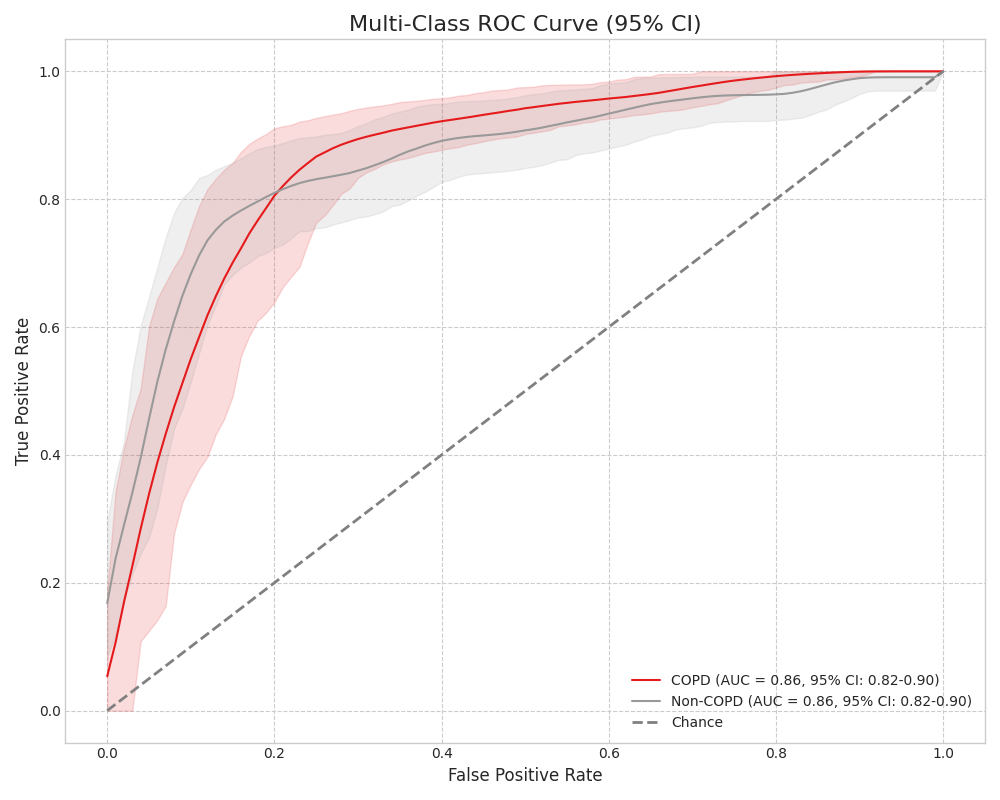 Multi-Class ROC Curve (95% CI)
True Positive Rate
1.0
0.8
0.6
0.4
0.2
0.0
COPD (AUC = 0.86, 95% CI: 0.82-0.90)
Non-COPD (AUC = 0.86, 95% CI: 0.82-0.90)
Chance
0.0 0.2 0.4 0.6 0.8 1.0
False Positive Rate